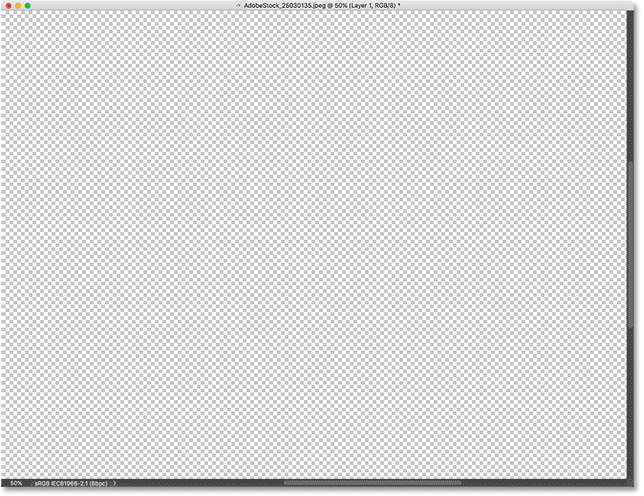 AdobeStock_25030135.jpeg @ 50% (Layer 1, RGB/8) *
50% sRGB IEC61966-2.1 (8bpc)